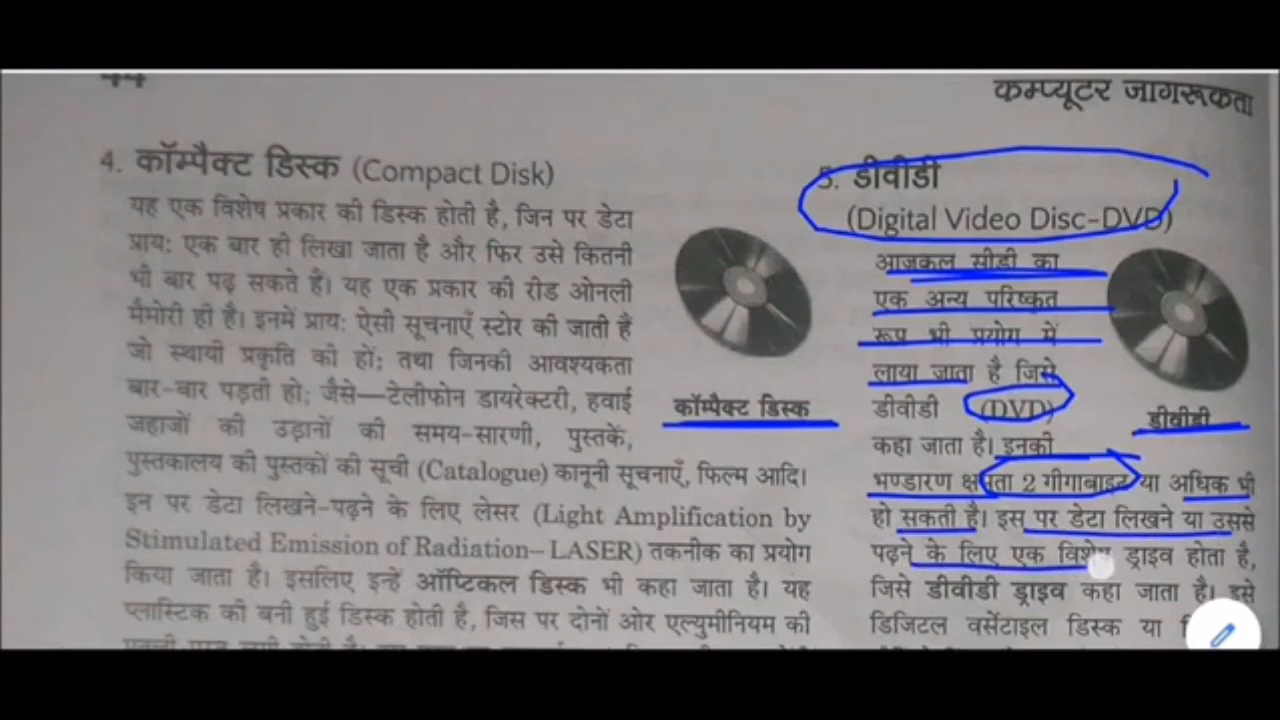 44
कम्प्यूटर जागरूकता
4. कॉम्पैक्ट डिस्क (Compact Disk)
यह एक विशेष प्रकार की डिस्क होती है, जिन पर डेटा
प्राय: एक बार ही लिखा जाता है और फिर उसे कितनी
भी बार पढ़ सकते हैं। यह एक प्रकार की रीड ओनली
मैमोरी ही है। इनमें प्राय: ऐसी सूचनाएँ स्टोर की जाती हैं
जो स्थायी प्रकृति की हों; तथा जिनकी आवश्यकता
बार-बार पड़ती हो; जैसे—टेलीफोन डायरेक्टरी, हवाई
जहाजों की उड़ानों की समय-सारणी, पुस्तकें,
पुस्तकालय की पुस्तकों की सूची (Catalogue) कानूनी सूचनाएँ, फिल्म आदि।
इन पर डेटा लिखने-पढ़ने के लिए लेसर (Light Amplification by
Stimulated Emission of Radiation–LASER) तकनीक का प्रयोग
किया जाता है। इसलिए इन्हें ऑप्टिकल डिस्क भी कहा जाता है। यह
प्लास्टिक की बनी हुई डिस्क होती है, जिस पर दोनों ओर एल्युमीनियम की
कॉम्पैक्ट डिस्क
5. डीवीडी
(Digital Video Disc-DVD)
आजकल सीडी का
एक अन्य परिष्कृत
रूप भी प्रयोग में
लाया जाता है जिसे
डीवीडी (DVD)
कहा जाता है। इनकी
भण्डारण क्षमता 2 गीगाबाइट या अधिक भी
हो सकती है। इस पर डेटा लिखने या उससे
पढ़ने के लिए एक विशेष ड्राइव होता है,
जिसे डीवीडी ड्राइव कहा जाता है। इसे
डिजिटल वर्सेटाइल डिस्क या
डीवीडी